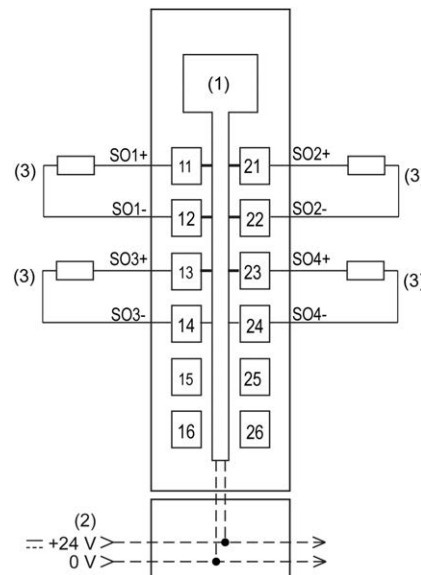 (1)
SO1+ 11 21 SO2+
(3) (3)
SO1- 12 22 SO2-
SO3+ 13 23 SO4+
(3) (3)
SO3- 14 24 SO4-
15 25
16 26
(2)
+24 V
0 V